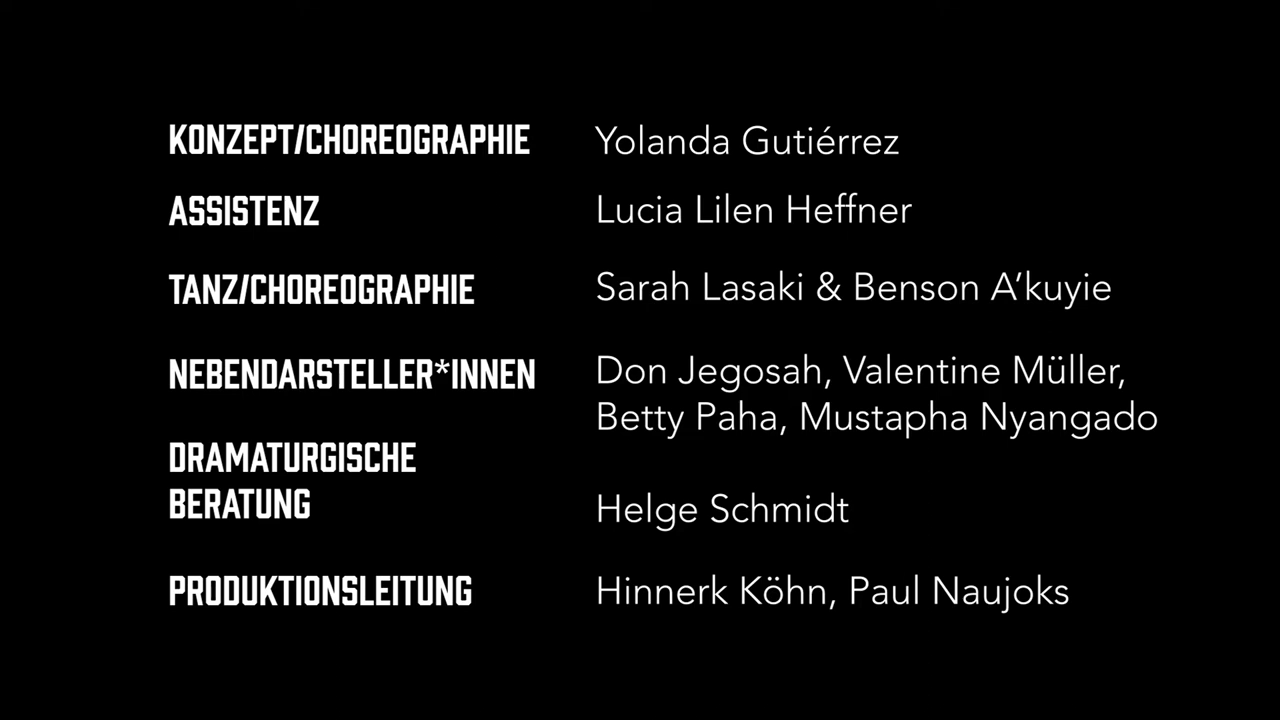 KONZEPT/CHOREOGRAPHIE Yolanda Gutiérrez
ASSISTENZ Lucia Lilen Heffner
TANZ/CHOREOGRAPHIE Sarah Lasaki & Benson A’kuyie
NEBENDARSTELLER*INNEN Don Jegosah, Valentine Müller,
Betty Paha, Mustapha Nyangado
DRAMATURGISCHE
BERATUNG Helge Schmidt
PRODUKTIONSLEITUNG Hinnerk Köhn, Paul Naujoks